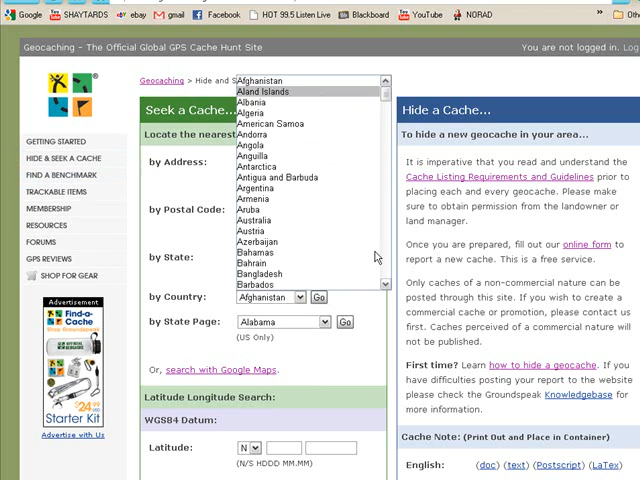 Google SHAYTARDS ebay gmail Facebook HOT 99.5 Listen Live Blackboard YouTube NORAD » Oth
Geocaching - The Official Global GPS Cache Hunt Site
You are not logged in. Log
Geocaching > Hide and S
GETTING STARTED
HIDE & SEEK A CACHE
FIND A BENCHMARK
TRACKABLE ITEMS
MEMBERSHIP
RESOURCES
FORUMS
GPS REVIEWS
SHOP FOR GEAR
Advertisement
Find-a-
Cache
Starter Kit
$24.99
Advertise with Us
Seek a Cache...
Locate the nearest
by Address:
by Postal Code:
by State:
Afghanistan
Aland Islands
Albania
Algeria
American Samoa
Andorra
Angola
Anguilla
Antarctica
Antigua and Barbuda
Argentina
Armenia
Aruba
Australia
Austria
Azerbaijan
Bahamas
Bahrain
Bangladesh
Barbados
by Country: Afghanistan Go
by State Page: Alabama Go
(US Only)
Or, search with Google Maps.
Latitude Longitude Search:
WGS84 Datum:
Latitude: N
(N/S HDDD MM.MM)
Hide a Cache...
To hide a new geocache in your area...
It is imperative that you read and understand the
Cache Listing Requirements and Guidelines prior to
placing each and every geocache. Please make
sure to obtain permission from the landowner or
land manager.
Once you are prepared, fill out our online form to
report a new cache. This is a free service.
Only caches of a non-commercial nature can be
posted through this site. If you wish to create a
commercial cache or promotion, please contact us
first. Caches perceived of a commercial nature will
not be published.
First time? Learn how to hide a geocache. If you
have difficulties posting your report to the website
please check the Groundspeak Knowledgebase for
more information.
Cache Note: (Print Out and Place in Container)
English: (doc) (text) (Postscript) (LaTex)